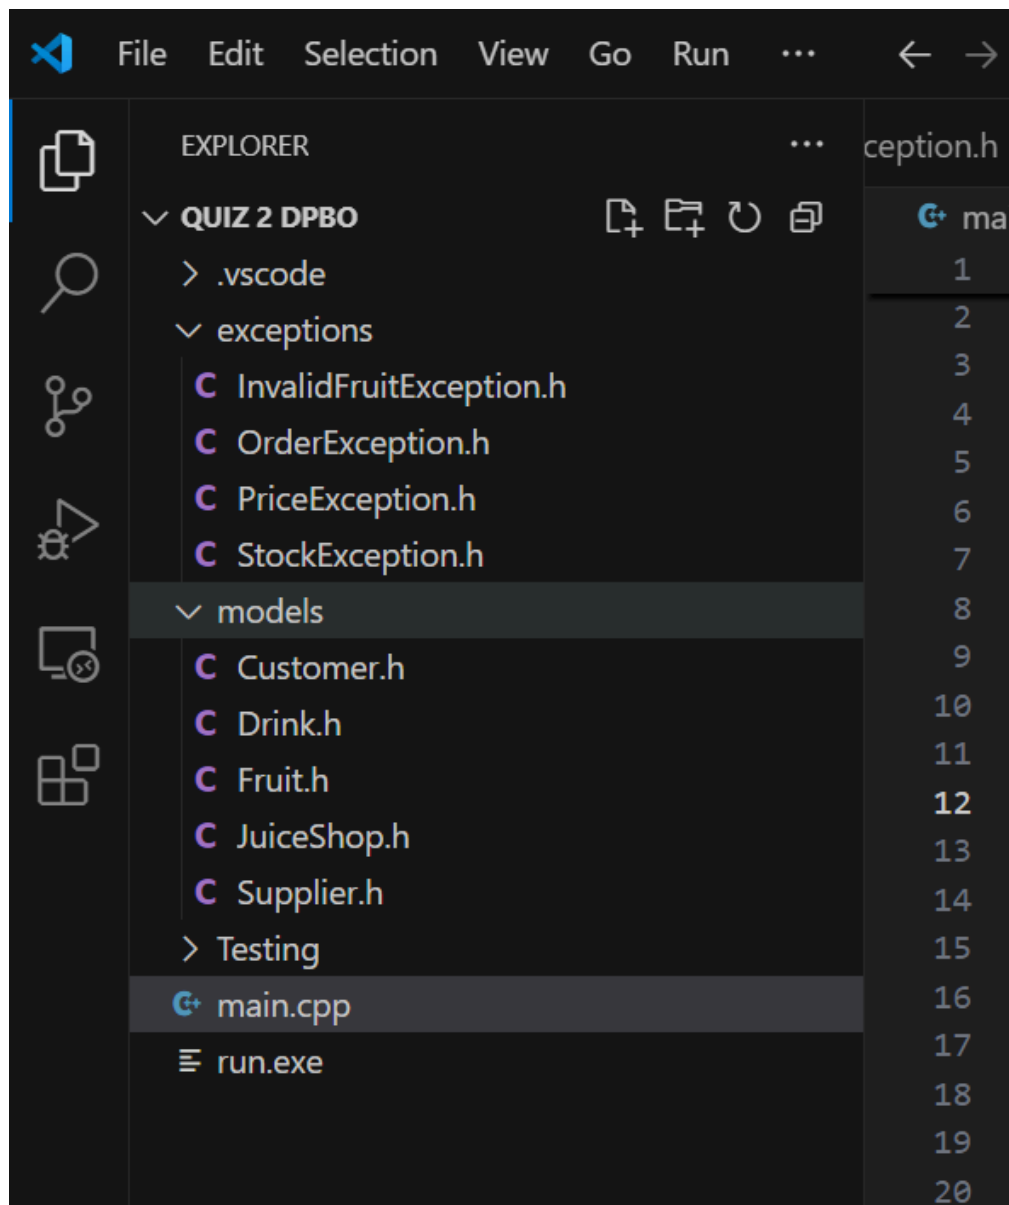 File Edit Selection View Go Run ···
EXPLORER ···
ception.h
QUIZ 2 DPBO
ma
.vscode
exceptions
C InvalidFruitException.h
C OrderException.h
C PriceException.h
C StockException.h
models
C Customer.h
C Drink.h
C Fruit.h
C JuiceShop.h
C Supplier.h
Testing
C++ main.cpp
run.exe
1
2
3
4
5
6
7
8
9
10
11
12
13
14
15
16
17
18
19
20